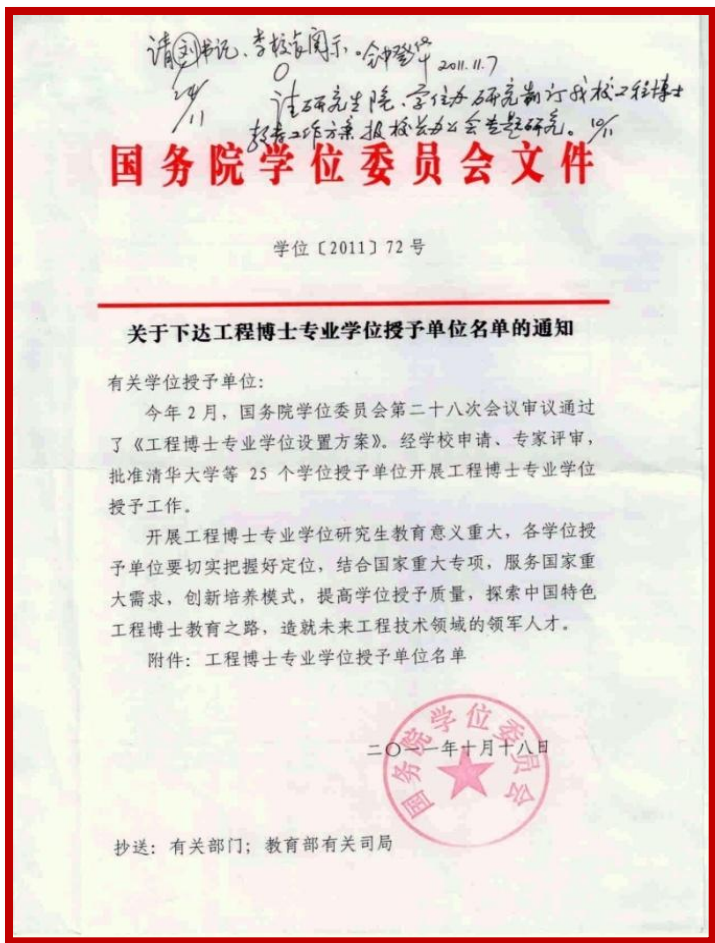 请刘书记、李校长阅示。钟登华 2011.11.7
请研究生院、学位办研究制订我校工程博士
教育工作方案报校长办公会专题研究。10/11
国务院学位委员会文件
学位〔2011〕72号
关于下达工程博士专业学位授予单位名单的通知
有关学位授予单位：
今年2月，国务院学位委员会第二十八次会议审议通过
了《工程博士专业学位设置方案》。经学校申请、专家评审，
批准清华大学等 25 个学位授予单位开展工程博士专业学位
授予工作。
开展工程博士专业学位研究生教育意义重大，各学位授
予单位要切实把握好定位，结合国家重大专项，服务国家重
大需求，创新培养模式，提高学位授予质量，探索中国特色
工程博士教育之路，造就未来工程技术领域的领军人才。
附件：工程博士专业学位授予单位名单
国务院学位委员会
二〇一一年十月十八日
抄送：有关部门；教育部有关司局